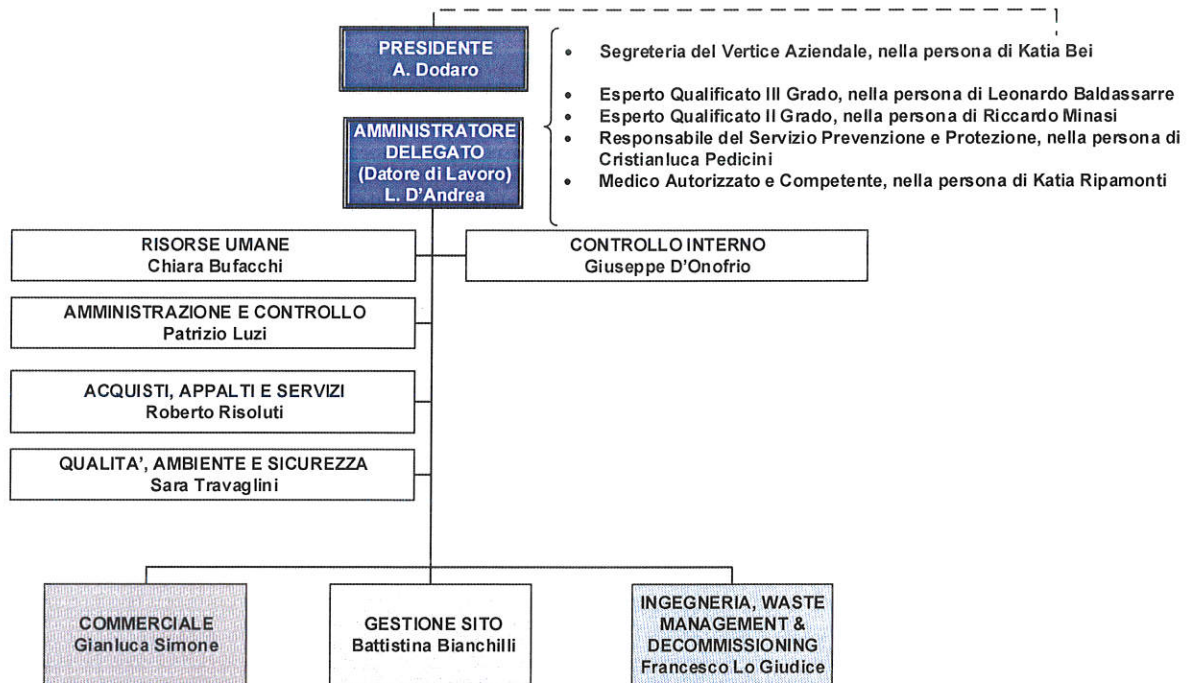 PRESIDENTE
A. Dodaro
• Segreteria del Vertice Aziendale, nella persona di Katia Bei
• Esperto Qualificato III Grado, nella persona di Leonardo Baldassarre
• Esperto Qualificato II Grado, nella persona di Riccardo Minasi
• Responsabile del Servizio Prevenzione e Protezione, nella persona di
Cristianluca Pedicini
• Medico Autorizzato e Competente, nella persona di Katia Ripamonti
AMMINISTRATORE
DELEGATO
(Datore di Lavoro)
L. D'Andrea
RISORSE UMANE
Chiara Bufacchi
CONTROLLO INTERNO
Giuseppe D'Onofrio
AMMINISTRAZIONE E CONTROLLO
Patrizio Luzi
ACQUISTI, APPALTI E SERVIZI
Roberto Risoluti
QUALITA', AMBIENTE E SICUREZZA
Sara Travaglini
COMMERCIALE
Gianluca Simone
GESTIONE SITO
Battistina Bianchilli
INGEGNERIA, WASTE
MANAGEMENT &
DECOMMISSIONING
Francesco Lo Giudice